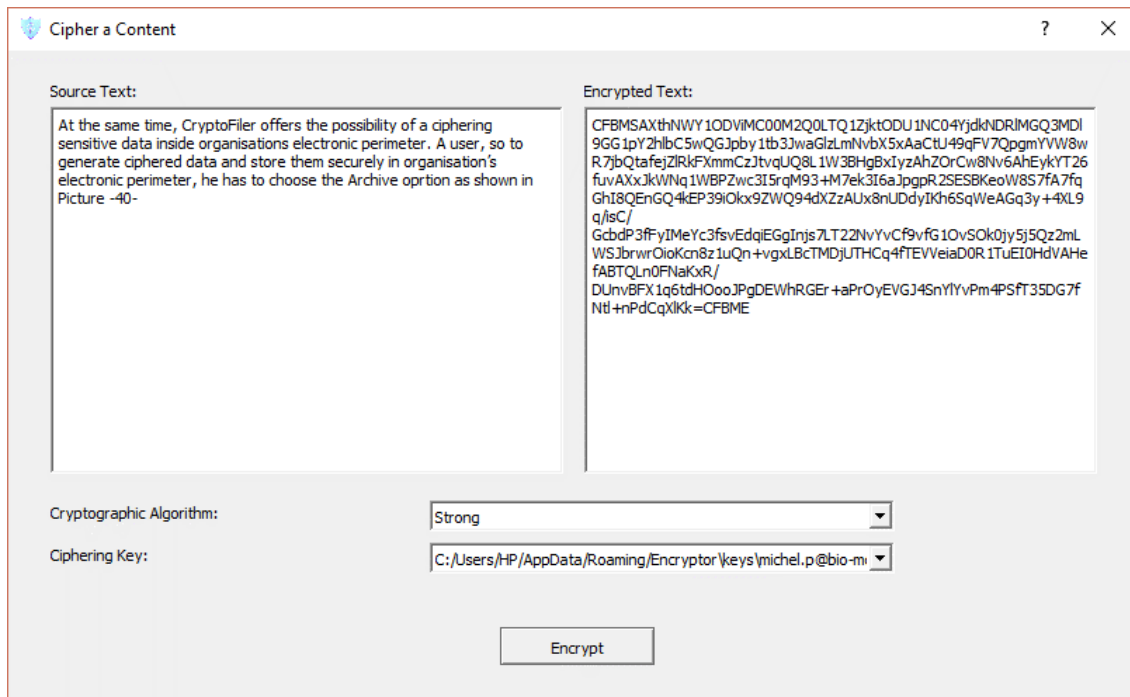 Cipher a Content
?
Source Text:
At the same time, CryptoFiler offers the possibility of a ciphering
sensitive data inside organisations electronic perimeter. A user, so to
generate ciphered data and store them securely in organisation’s
electronic perimeter, he has to choose the Archive oprtion as shown in
Picture -40-
Encrypted Text:
CFBMSAXthNWY1ODViMC00M2Q0LTQ1ZjktODU1NC04YjdkNDRlMGQ3MDl
9GG1pY2hlbC5wQGJpby1tb3JwaGlzLmNvbX5xAaCtU49qFV7QpgmYVW8w
R7jbQtafejZlRkFXmmCzJtvqUQ8L1W3BHgBxIyzAhZOrCw8Nv6AhEykYT26
fuvAXxJkWNq1WBPZwc3I5rqM93+M7ek3I6aJpgpR2SESBKeoW8S7fA7fq
GhI8QEnGQ4kEP39iOkx9ZWQ94dXZzAUx8nUDdyIKh6SqWeAGq3y+4XL9
q/isC/
GcbdP3fFyIMeYc3fsvEdqiEGgInjs7LT22NvYvCf9vfG1OvSOk0jy5j5Qz2mL
WSJbrwrOioKcn8z1uQn+vgxLBcTMDjUTHCq4fTEVVeiaD0R1TuEI0HdVAHe
fABTQLn0FNaKxR/
DUnvBFX1q6tdHOooJPgDEWhRGEr+aPrOyEVGJ4SnYlYvPm4PSfT35DG7f
Ntl+nPdCqXlKk=CFBME
Cryptographic Algorithm:
Strong
Ciphering Key:
C:/Users/HP/AppData/Roaming/Encryptor\keys\michel.p@bio-m
Encrypt